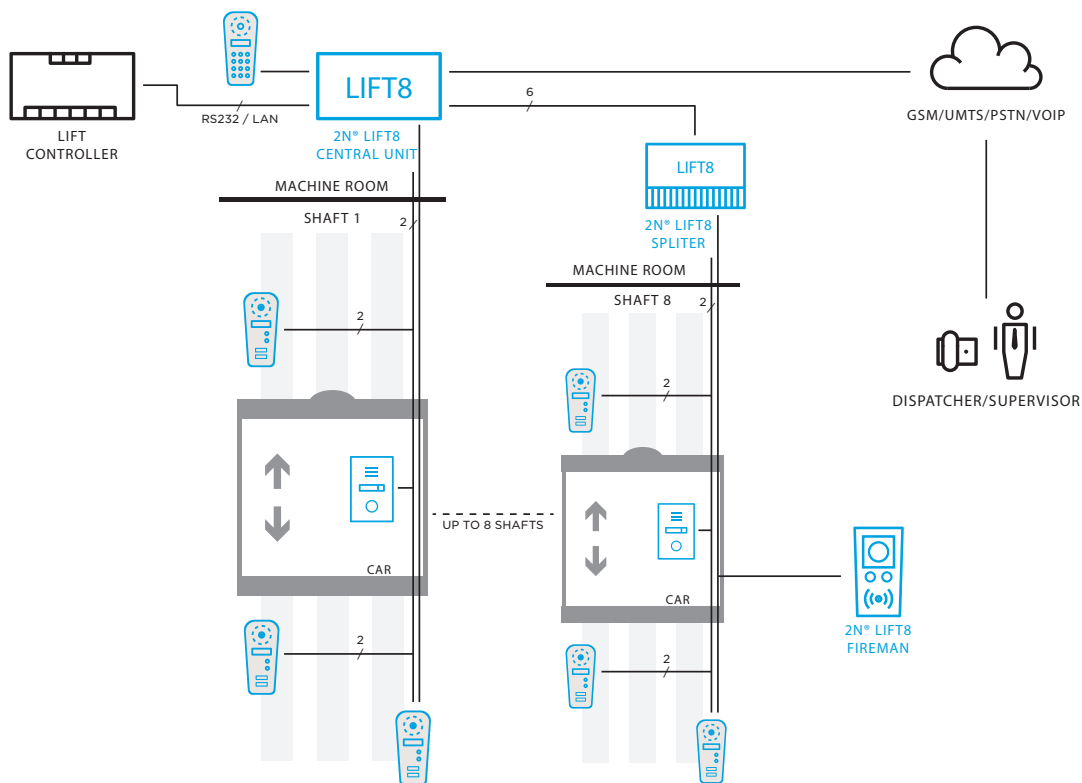 LIFT8
6
RS232 / LAN
LIFT
CONTROLLER
2N® LIFT8
CENTRAL UNIT
GSM/UMTS/PSTN/VOIP
LIFT8
MACHINE ROOM
SHAFT 1
2
2N® LIFT8
SPLITER
MACHINE ROOM
SHAFT 8
2
2
2
DISPATCHER/SUPERVISOR
UP TO 8 SHAFTS
CAR
CAR
2
2
2N® LIFT8
FIREMAN